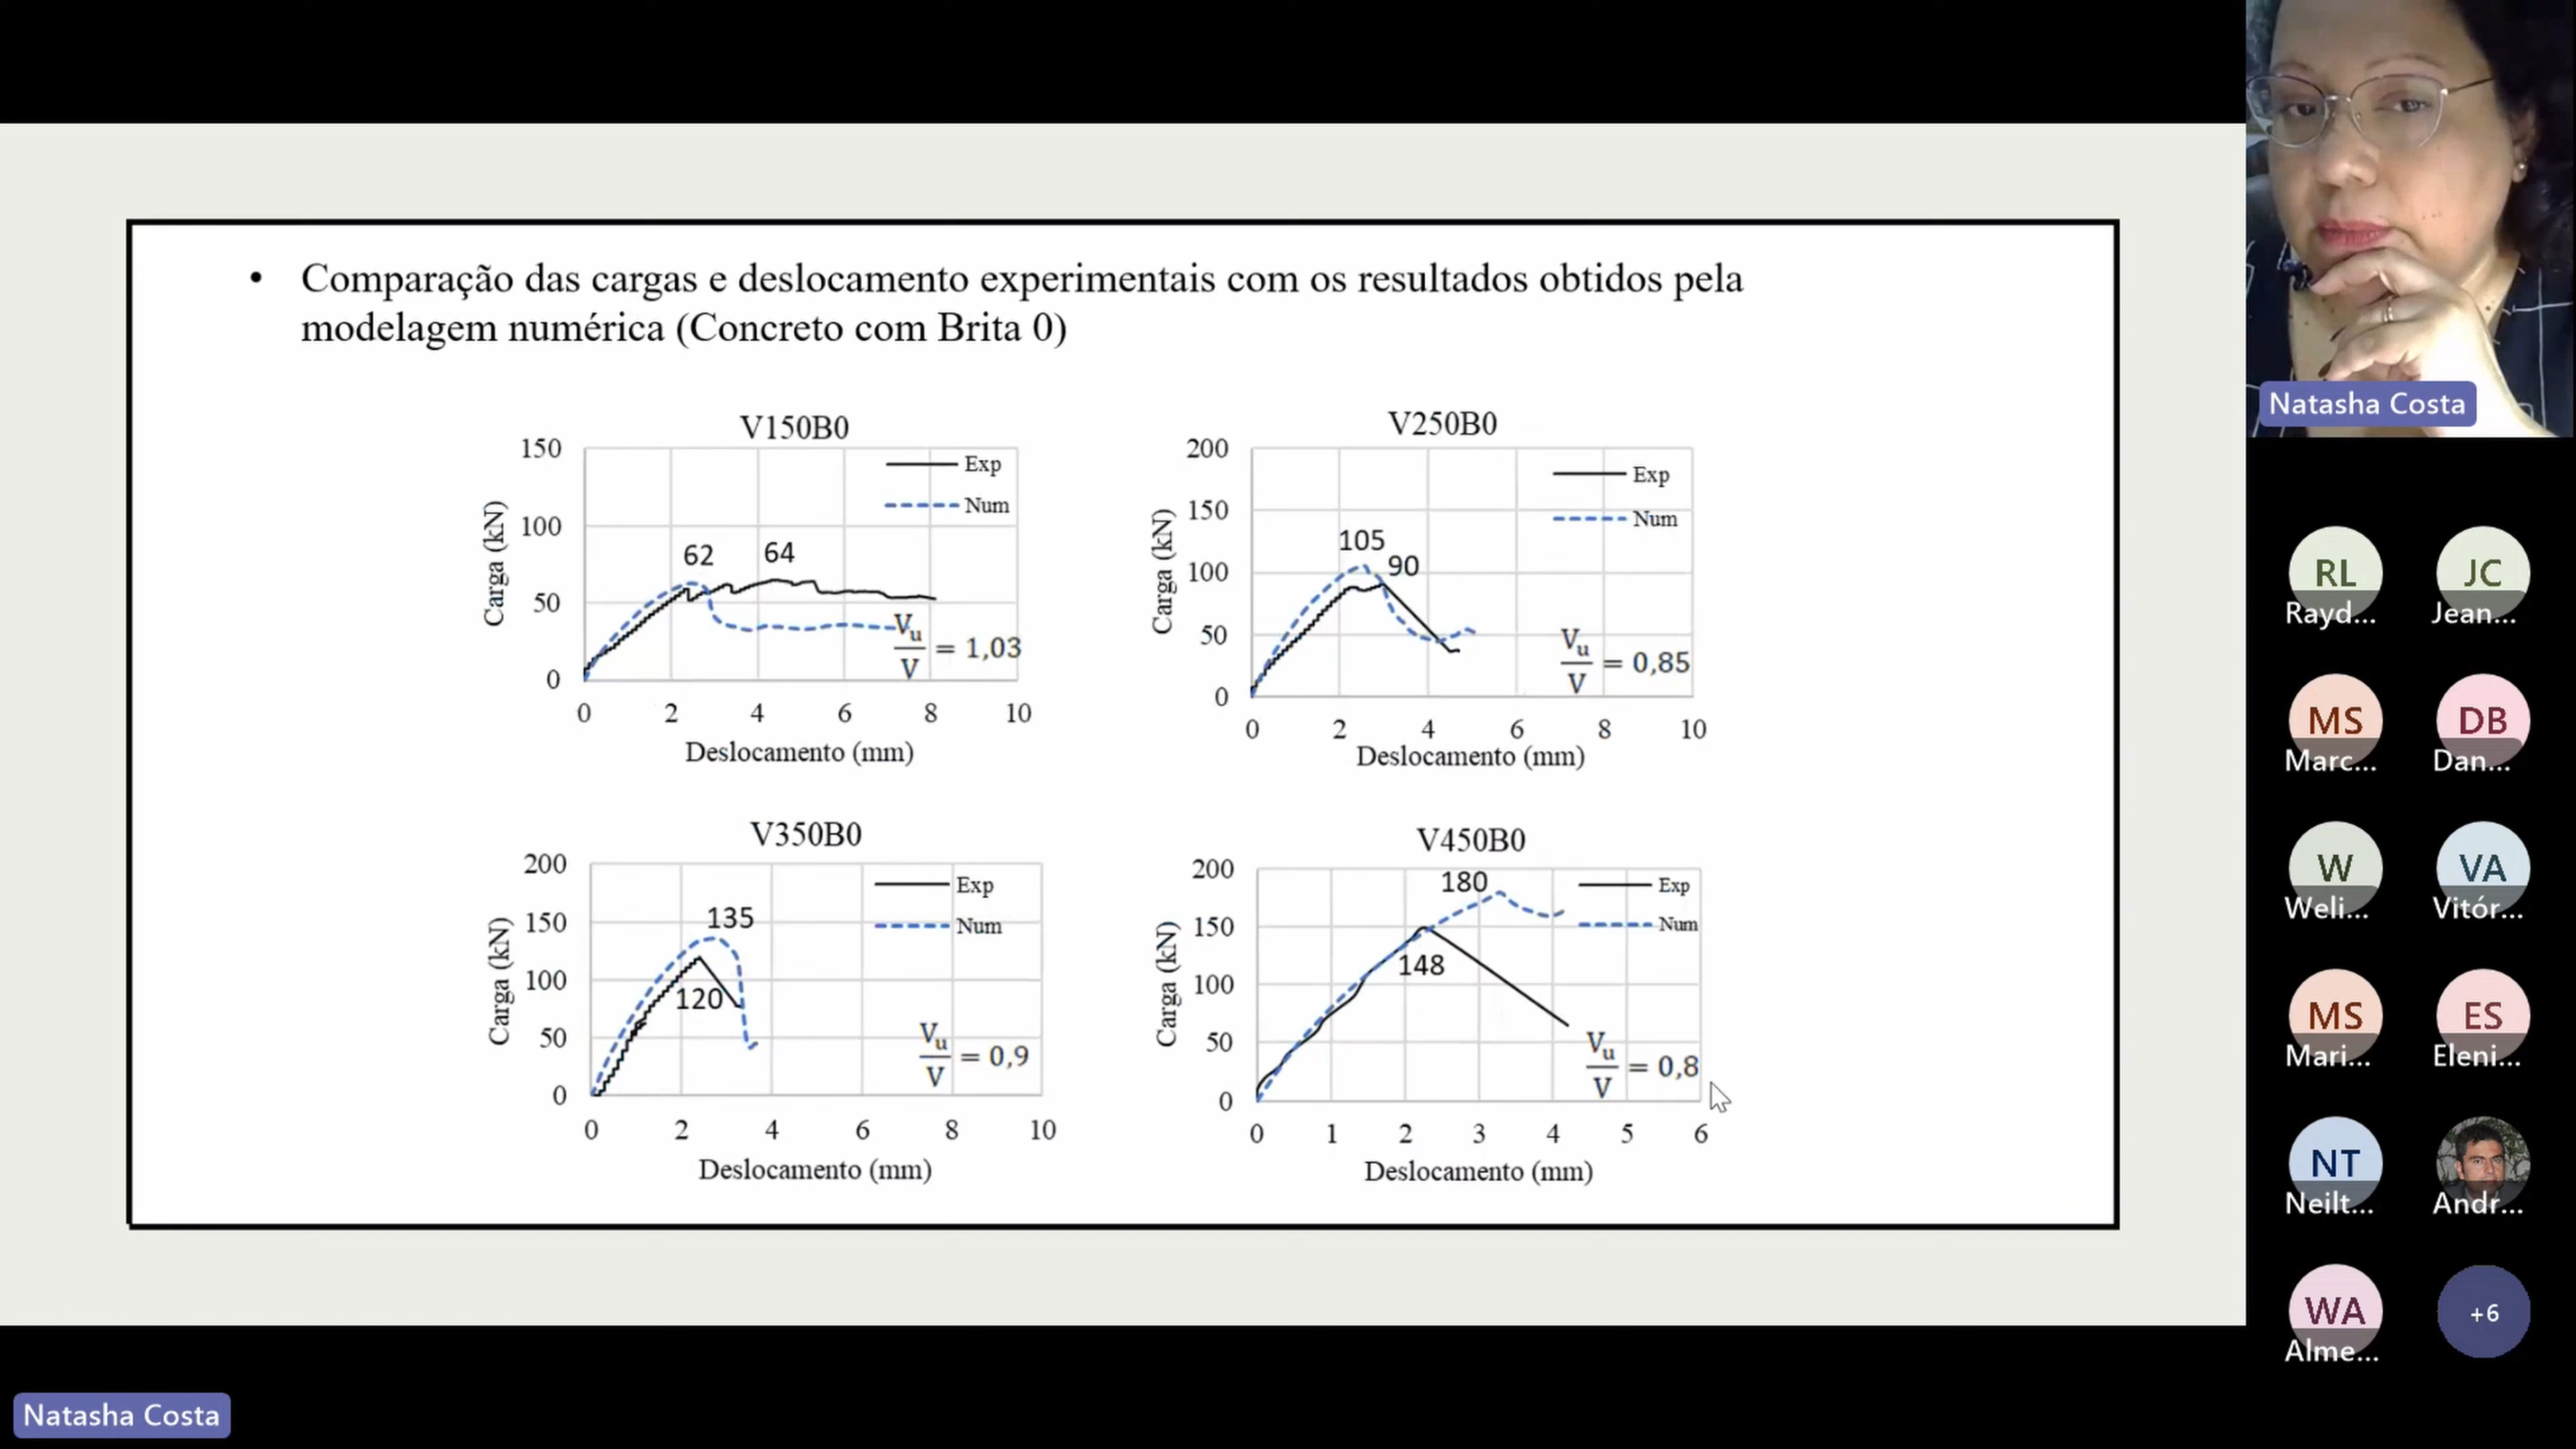 • Comparação das cargas e deslocamento experimentais com os resultados obtidos pela
modelagem numérica (Concreto com Brita 0)
V150B0
150
100
50
0
Carga (kN)
62
64
Exp
Num
Vu/V = 1,03
0 2 4 6 8 10
Deslocamento (mm)
V250B0
200
150
100
50
0
Carga (kN)
105
90
Exp
Num
Vu/V = 0,85
0 2 4 6 8 10
Deslocamento (mm)
V350B0
200
150
100
50
0
Carga (kN)
135
120
Exp
Num
Vu/V = 0,9
0 2 4 6 8 10
Deslocamento (mm)
V450B0
200
150
100
50
0
Carga (kN)
180
148
Exp
Num
Vu/V = 0,8
0 1 2 3 4 5 6
Deslocamento (mm)
Natasha Costa
RL JC
Rayd... Jean...
MS DB
Marc... Dan...
W VA
Weli... Vitór...
MS ES
Mari... Eleni...
NT
Neilt... Andr...
WA +6
Alme...
Natasha Costa